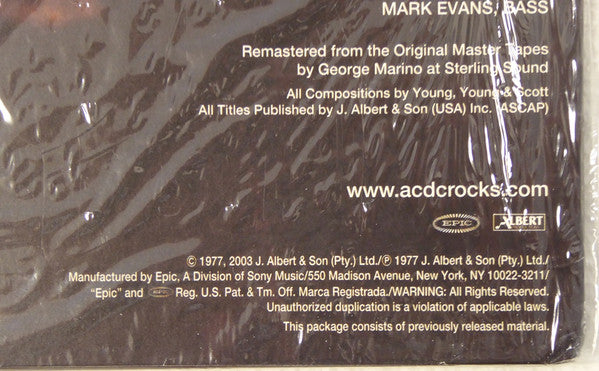 MARK EVANS, BASS
Remastered from the Original Master Tapes
by George Marino at Sterling Sound
All Compositions by Young, Young & Scott
All Titles Published by J. Albert & Son (USA) Inc. (ASCAP)
www.acdcrocks.com
EPIC ALBERT
© 1977, 2003 J. Albert & Son (Pty.) Ltd./℗ 1977 J. Albert & Son (Pty.) Ltd./
Manufactured by Epic, A Division of Sony Music/550 Madison Avenue, New York, NY 10022-3211/
"Epic" and EPIC Reg. U.S. Pat. & Tm. Off. Marca Registrada./WARNING: All Rights Reserved.
Unauthorized duplication is a violation of applicable laws.
This package consists of previously released material.